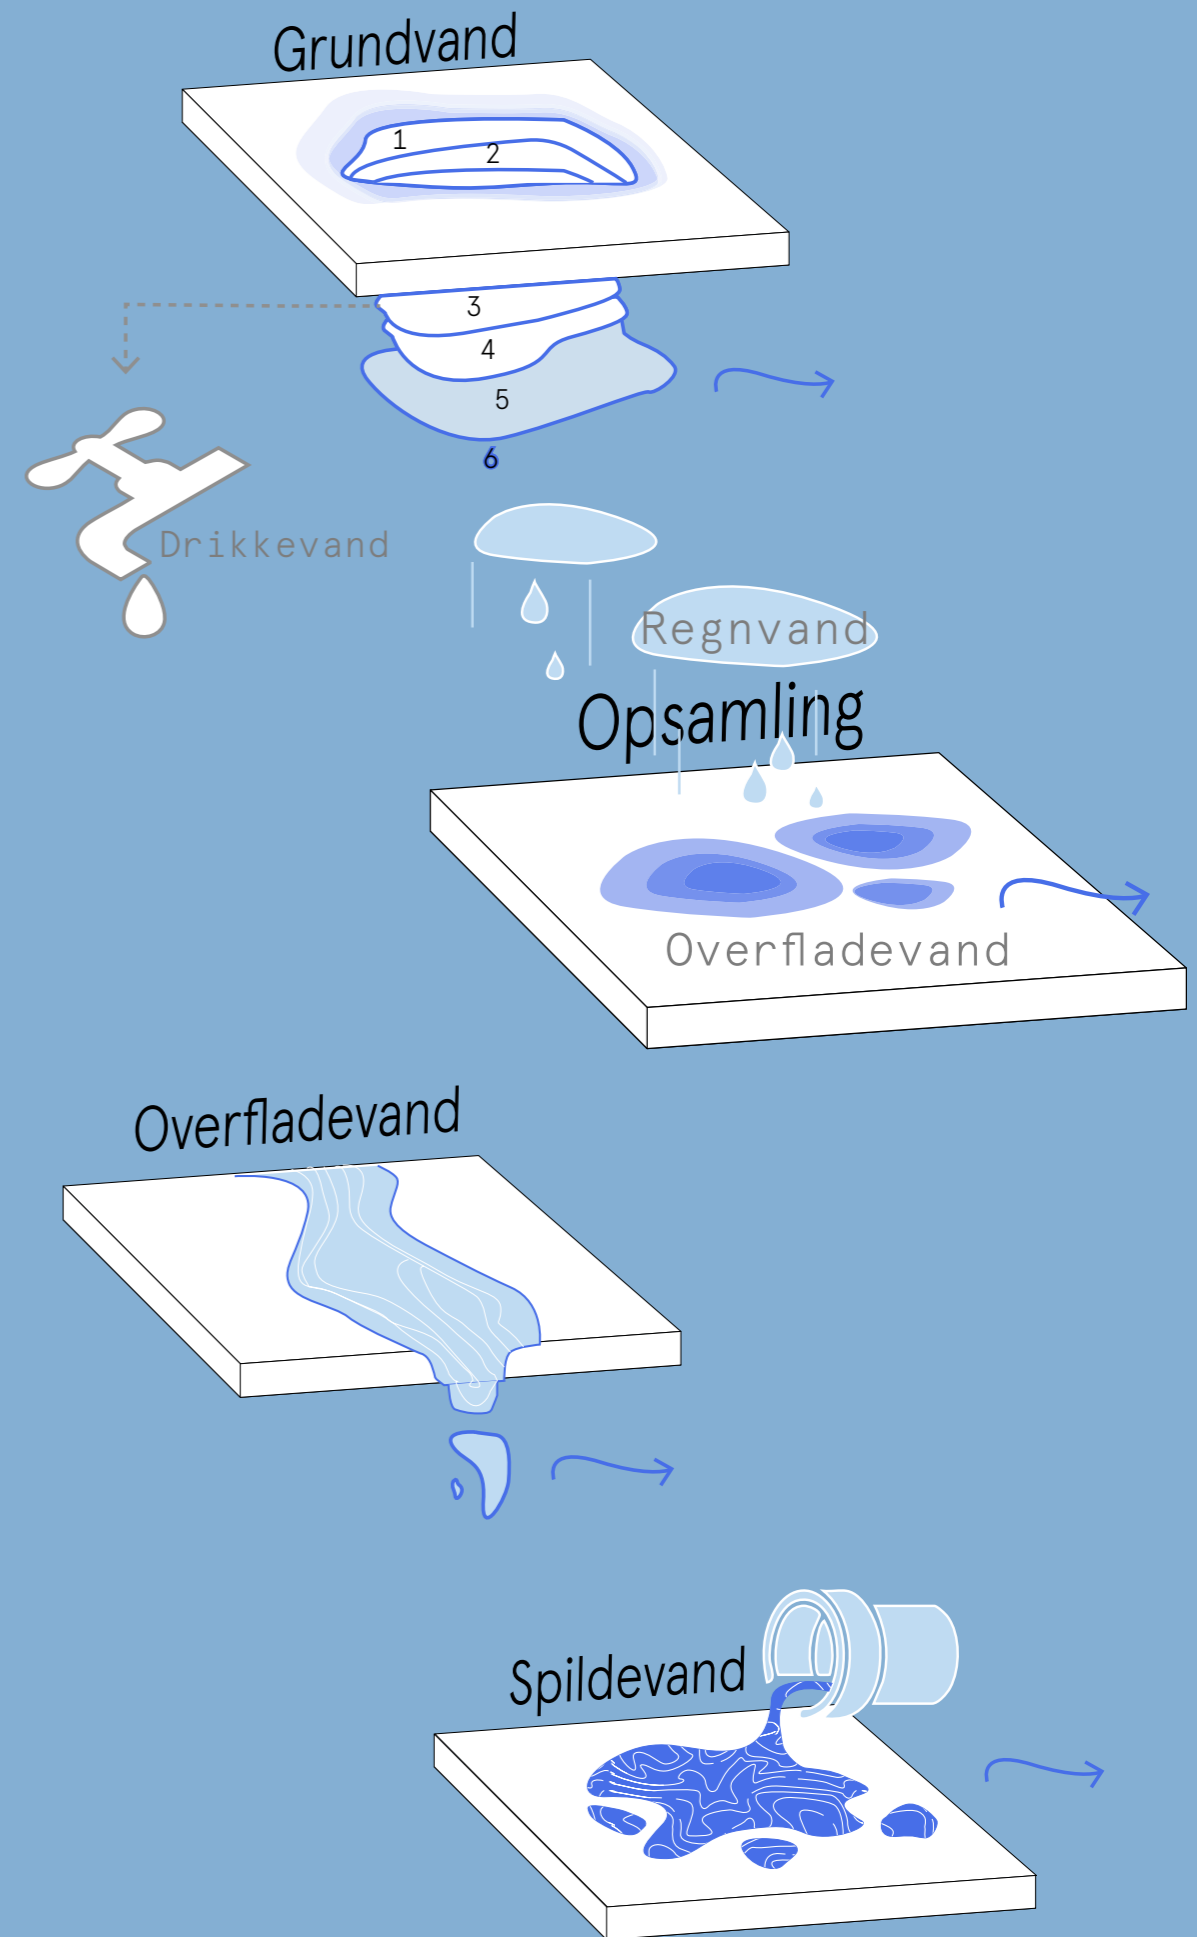 Grundvand
1
2
3
4
5
6
Drikkevand
Regnvand
Opsamling
Overfladevand
Overfladevand
Spildevand